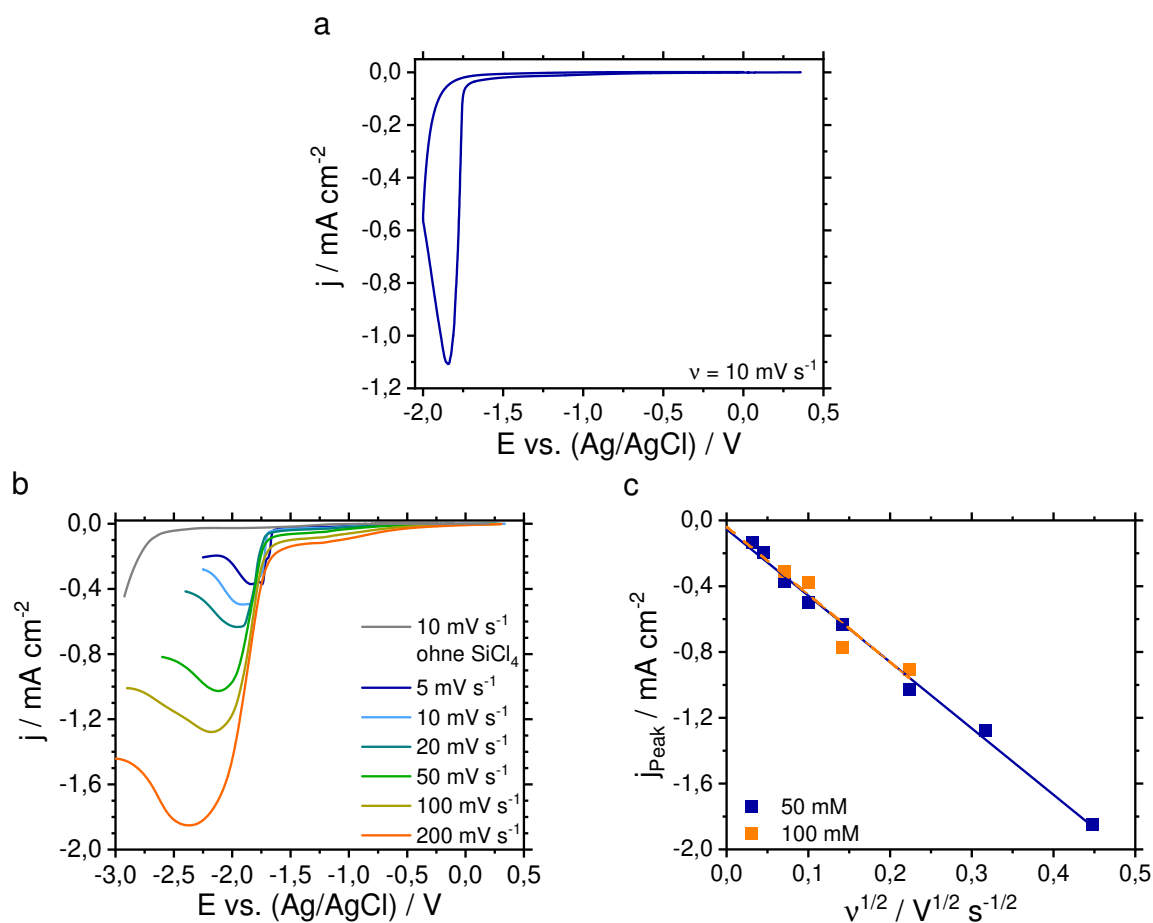 a
0,0
-0,2
-0,4
-0,6
-0,8
-1,0
-1,2
j / mA cm⁻²
ν = 10 mV s⁻¹
-2,0 -1,5 -1,0 -0,5 0,0 0,5
E vs. (Ag/AgCl) / V
b
0,0
-0,4
-0,8
-1,2
-1,6
-2,0
j / mA cm⁻²
10 mV s⁻¹
ohne SiCl₄
5 mV s⁻¹
10 mV s⁻¹
20 mV s⁻¹
50 mV s⁻¹
100 mV s⁻¹
200 mV s⁻¹
-3,0 -2,5 -2,0 -1,5 -1,0 -0,5 0,0 0,5
E vs. (Ag/AgCl) / V
c
0,0
-0,4
-0,8
-1,2
-1,6
-2,0
j_Peak / mA cm⁻²
50 mM
100 mM
0,0 0,1 0,2 0,3 0,4 0,5
ν^1/2 / V^1/2 s^-1/2